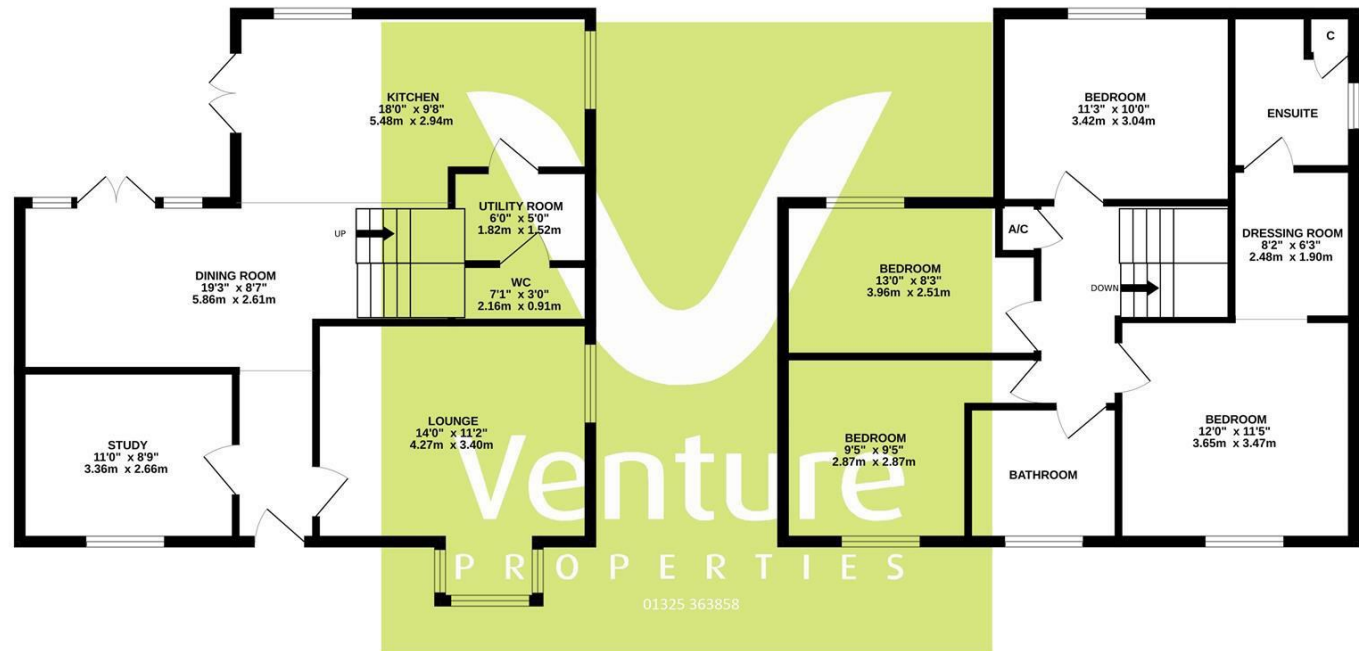 KITCHEN
18'0" x 9'8"
5.48m x 2.94m
UTILITY ROOM
6'0" x 5'0"
1.82m x 1.52m
UP
WC
7'1" x 3'0"
2.16m x 0.91m
DINING ROOM
19'3" x 8'7"
5.86m x 2.61m
LOUNGE
14'0" x 11'2"
4.27m x 3.40m
STUDY
11'0" x 8'9"
3.36m x 2.66m
BEDROOM
11'3" x 10'0"
3.42m x 3.04m
C
ENSUITE
A/C
DRESSING ROOM
8'2" x 6'3"
2.48m x 1.90m
BEDROOM
13'0" x 8'3"
3.96m x 2.51m
DOWN
BEDROOM
12'0" x 11'5"
3.65m x 3.47m
BEDROOM
9'5" x 9'5"
2.87m x 2.87m
BATHROOM
Venture
PROPERTIES
01325 363858